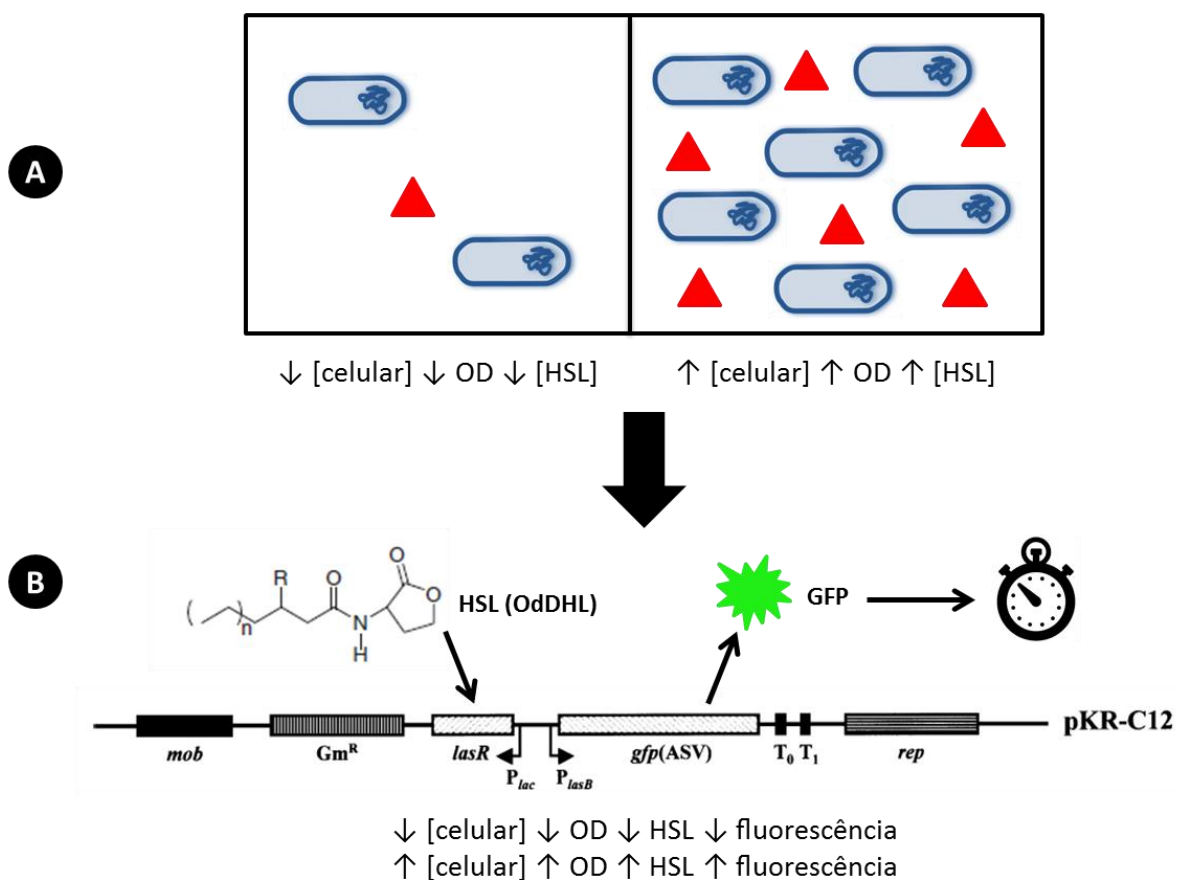 A
↓ [celular] ↓ OD ↓ [HSL]
↑ [celular] ↑ OD ↑ [HSL]
B
R
O
O
O
( )n
N
H
HSL (OdDHL)
GFP
pKR-C12
mob
Gm^R
lasR
P_lac
P_lasB
gfp(ASV)
T_0
T_1
rep
↓ [celular] ↓ OD ↓ HSL ↓ fluorescência
↑ [celular] ↑ OD ↑ HSL ↑ fluorescência